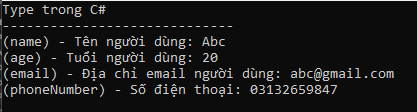 Type trong C#
------------------------------
(name) - Tên người dùng: Abc
(age) - Tuổi người dùng: 20
(email) - Địa chỉ email người dùng: abc@gmail.com
(phoneNumber) - Số điện thoại: 03132659847